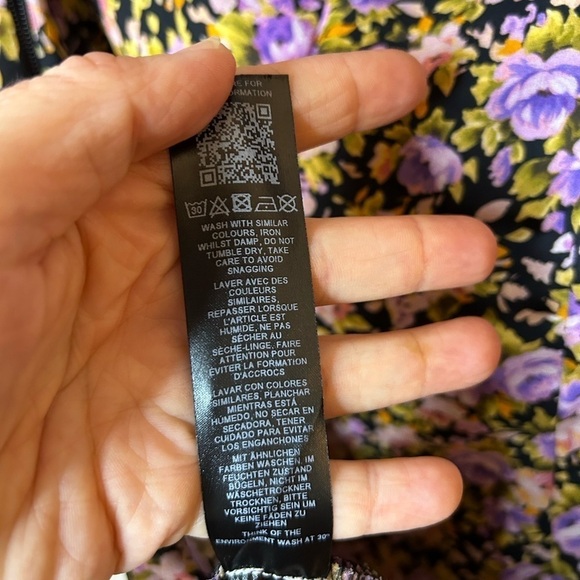 FOR
FORMATION
30
WASH WITH SIMILAR
COLOURS, IRON
WHILST DAMP, DO NOT
TUMBLE DRY, TAKE
CARE TO AVOID
SNAGGING
LAVER AVEC DES
COULEURS
SIMILAIRES,
REPASSER LORSQUE
L'ARTICLE EST
HUMIDE, NE PAS
SÉCHER AU
SÈCHE-LINGE, FAIRE
ATTENTION POUR
ÉVITER LA FORMATION
D'ACCROCS
LAVAR CON COLORES
SIMILARES, PLANCHAR
MIENTRAS ESTÁ
HÚMEDO, NO SECAR EN
SECADORA, TENER
CUIDADO PARA EVITAR
LOS ENGANCHONES
MIT ÄHNLICHEN
FARBEN WASCHEN, IM
FEUCHTEN ZUSTAND
BÜGELN, NICHT IM
WÄSCHETROCKNER
TROCKNEN, BITTE
VORSICHTIG SEIN UM
KEINE FÄDEN ZU
ZIEHEN
THINK OF THE
ENVIRONMENT WASH AT 30°